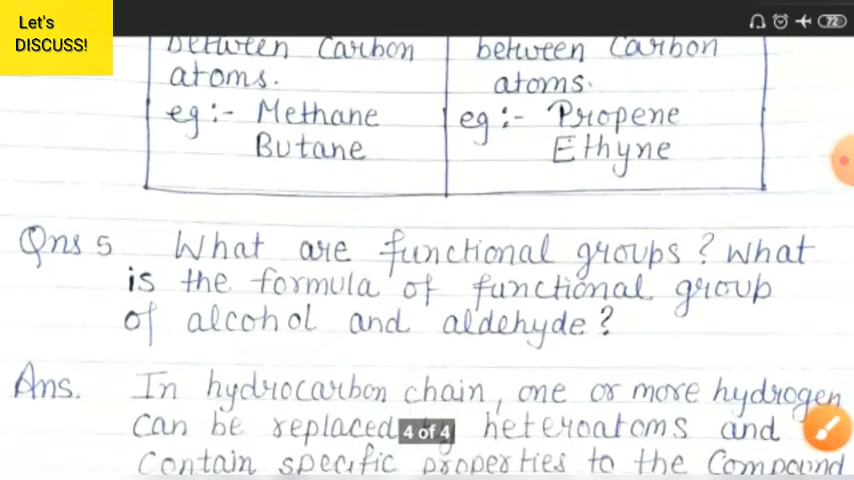 Let's
DISCUSS!
72
between Carbon
atoms.
eg :- Methane
Butane
between Carbon
atoms.
eg :- Propene
Ethyne
Qns 5 What are functional groups? What
is the formula of functional group
of alcohol and aldehyde?
Ans. In hydrocarbon chain, one or more hydrogen
can be replaced heteroatoms and
4 of 4
Contain specific properties to the Compound